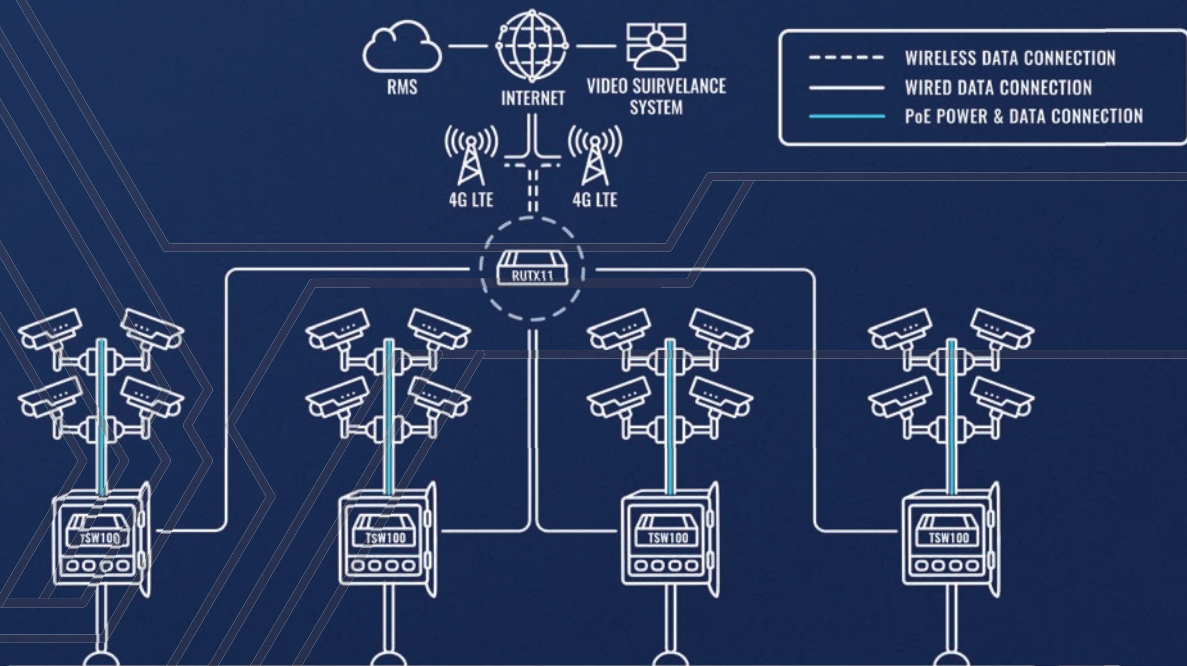 RMS
INTERNET
VIDEO SUIRVELANCE
SYSTEM
WIRELESS DATA CONNECTION
WIRED DATA CONNECTION
PoE POWER & DATA CONNECTION
4G LTE
4G LTE
RUTX11
TSW100
TSW100
TSW100
TSW100